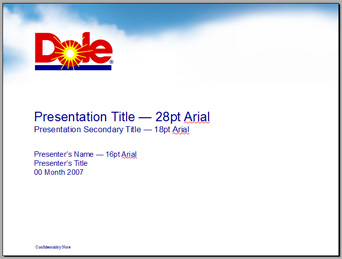 Dole®
Presentation Title — 28pt Arial
Presentation Secondary Title — 18pt Arial
Presenter's Name — 16pt Arial
Presenter's Title
00 Month 2007
Confidentiality Note